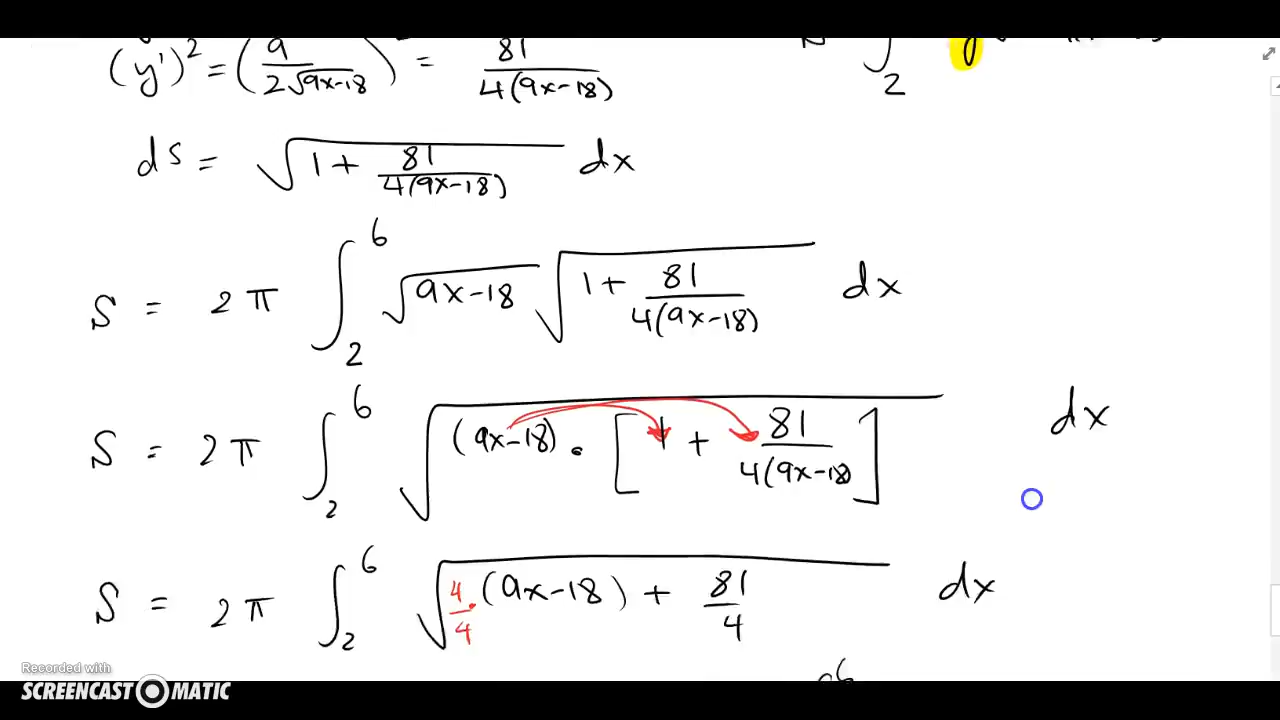 (y')² = (9/(2√(9x-18)))² = 81/(4(9x-18))
∫ 2 y
ds = √(1 + 81/(4(9x-18))) dx
S = 2π ∫₂⁶ √(9x-18) √(1 + 81/(4(9x-18))) dx
S = 2π ∫₂⁶ √((9x-18) · [1 + 81/(4(9x-18)]) dx
S = 2π ∫₂⁶ √(4/4 · (9x-18) + 81/4) dx
Recorded with
SCREENCAST O MATIC